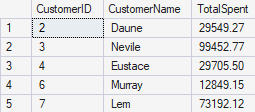 CustomerID CustomerName TotalSpent
1 2 Daune 29549.27
2 3 Nevile 99452.77
3 4 Eustace 29705.50
4 6 Murray 12849.15
5 7 Lem 73192.12